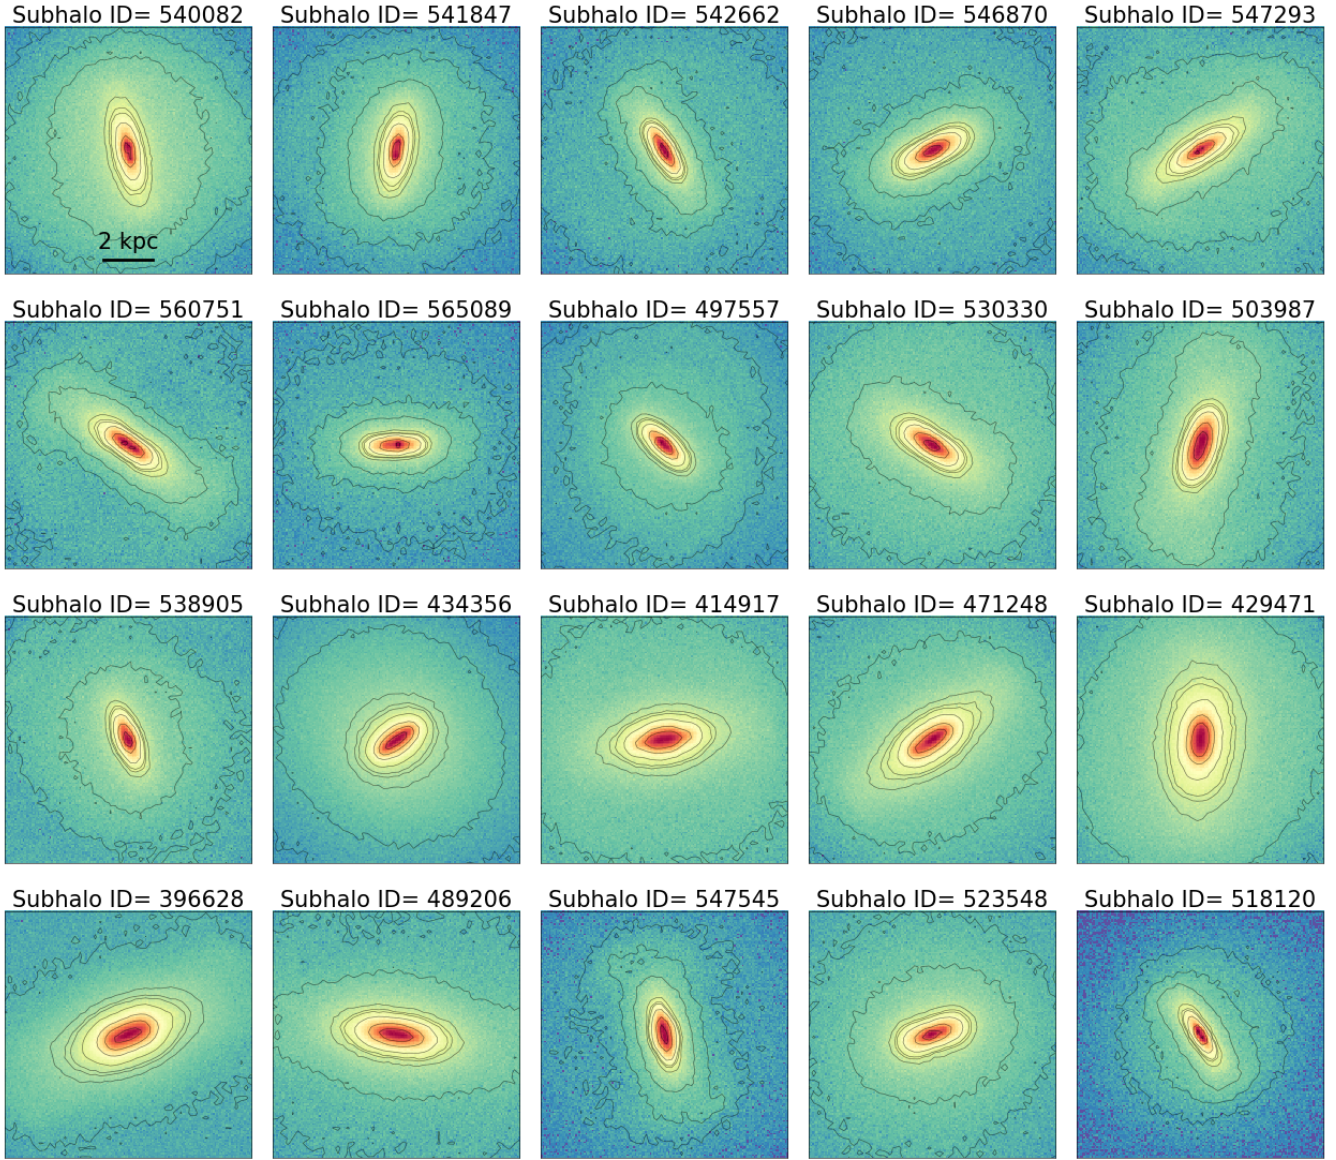 Subhalo ID= 540082
Subhalo ID= 541847
Subhalo ID= 542662
Subhalo ID= 546870
Subhalo ID= 547293
2 kpc
Subhalo ID= 560751
Subhalo ID= 565089
Subhalo ID= 497557
Subhalo ID= 530330
Subhalo ID= 503987
Subhalo ID= 538905
Subhalo ID= 434356
Subhalo ID= 414917
Subhalo ID= 471248
Subhalo ID= 429471
Subhalo ID= 396628
Subhalo ID= 489206
Subhalo ID= 547545
Subhalo ID= 523548
Subhalo ID= 518120